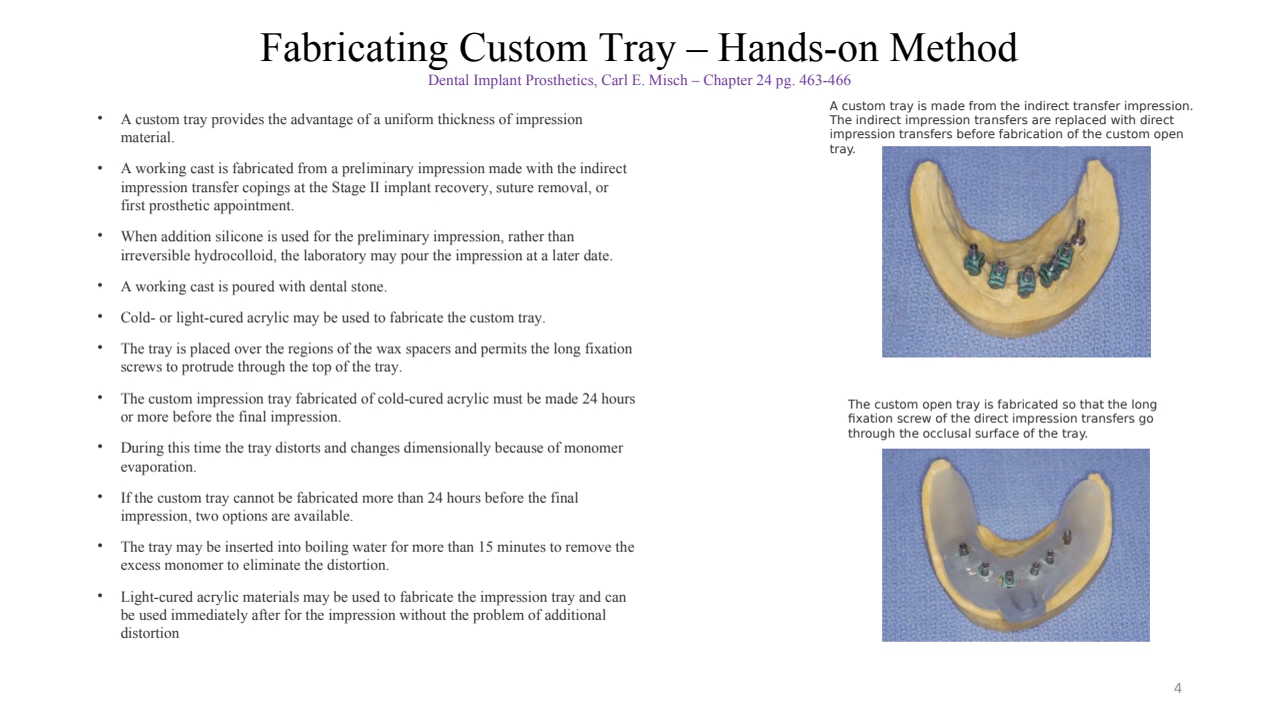 Fabricating Custom Tray – Hands-on Method
Dental Implant Prosthetics, Carl E. Misch – Chapter 24 pg. 463-466
• A custom tray provides the advantage of a uniform thickness of impression
material.
• A working cast is fabricated from a preliminary impression made with the indirect
impression transfer copings at the Stage II implant recovery, suture removal, or
first prosthetic appointment.
• When addition silicone is used for the preliminary impression, rather than
irreversible hydrocolloid, the laboratory may pour the impression at a later date.
• A working cast is poured with dental stone.
• Cold- or light-cured acrylic may be used to fabricate the custom tray.
• The tray is placed over the regions of the wax spacers and permits the long fixation
screws to protrude through the top of the tray.
• The custom impression tray fabricated of cold-cured acrylic must be made 24 hours
or more before the final impression.
• During this time the tray distorts and changes dimensionally because of monomer
evaporation.
• If the custom tray cannot be fabricated more than 24 hours before the final
impression, two options are available.
• The tray may be inserted into boiling water for more than 15 minutes to remove the
excess monomer to eliminate the distortion.
• Light-cured acrylic materials may be used to fabricate the impression tray and can
be used immediately after for the impression without the problem of additional
distortion
A custom tray is made from the indirect transfer impression.
The indirect impression transfers are replaced with direct
impression transfers before fabrication of the custom open
tray.
The custom open tray is fabricated so that the long
fixation screw of the direct impression transfers go
through the occlusal surface of the tray.
4